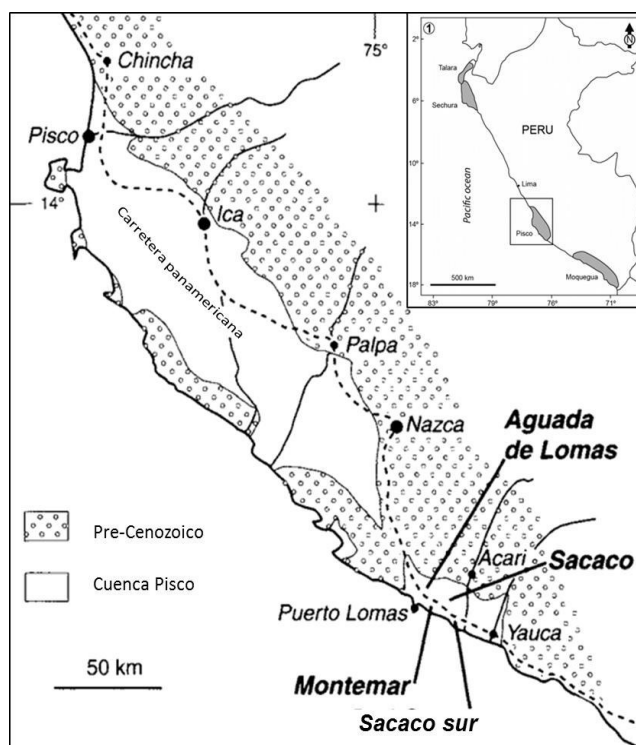 Chincha
75°
Pisco
14°
Ica
Carretera panamericana
Palpa
Nazca
Aguada
de Lomas
Acari
Sacaco
Puerto Lomas
Yauca
Montemar
Sacaco sur
Pre-Cenozoico
Cuenca Pisco
50 km
1
N
2°
Talara
6°
Sechura
PERU
10°
Lima
Pacific ocean
14°
Pisco
Moquegua
18°
500 km
83°
79°
76°
71°